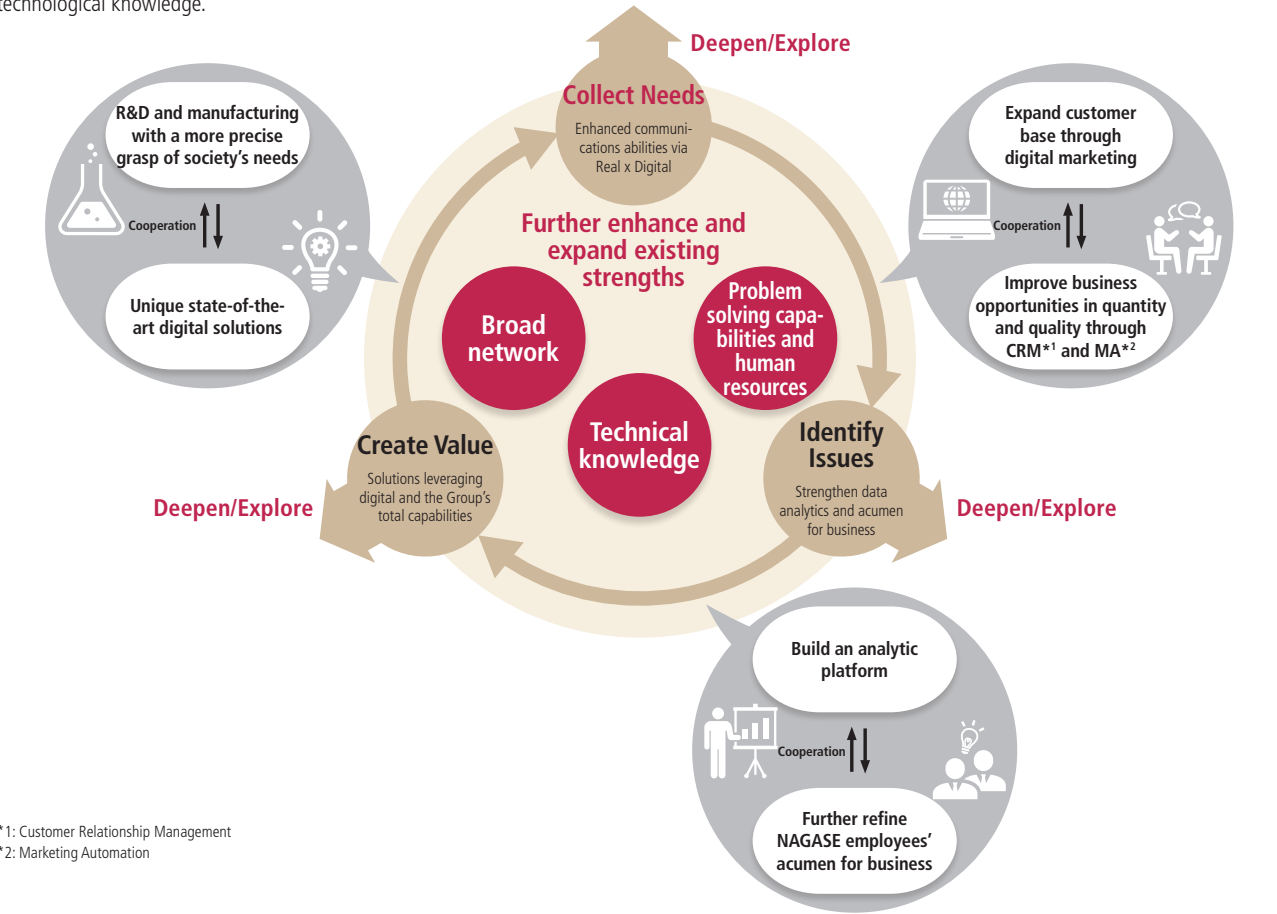 technological knowledge.
Deepen/Explore
Collect Needs
Enhanced communi-
cations abilities via
Real x Digital
R&D and manufacturing
with a more precise
grasp of society's needs
Cooperation
Unique state-of-the-
art digital solutions
Expand customer
base through
digital marketing
Cooperation
Improve business
opportunities in quantity
and quality through
CRM*1 and MA*2
Further enhance and
expand existing
strengths
Broad
network
Problem
solving capa-
bilities and
human
resources
Technical
knowledge
Create Value
Solutions leveraging
digital and the Group's
total capabilities
Deepen/Explore
Identify
Issues
Strengthen data
analytics and acumen
for business
Deepen/Explore
Build an analytic
platform
Cooperation
Further refine
NAGASE employees'
acumen for business
*1: Customer Relationship Management
*2: Marketing Automation